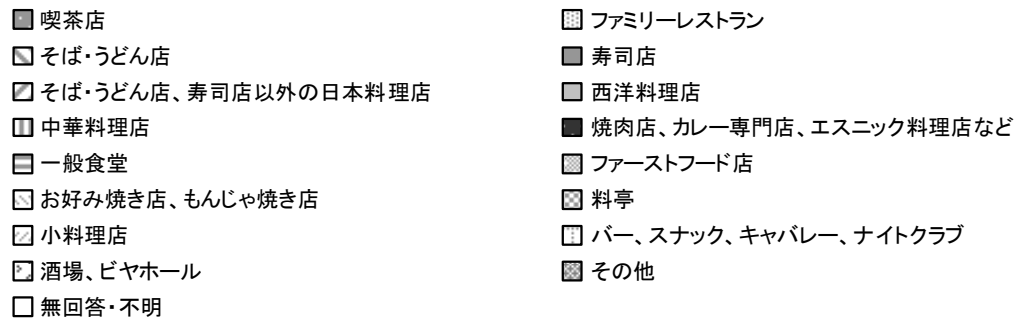 喫茶店
ファミリーレストラン
そば・うどん店
寿司店
そば・うどん店、寿司店以外の日本料理店
西洋料理店
中華料理店
焼肉店、カレー専門店、エスニック料理店など
一般食堂
ファーストフード店
お好み焼き店、もんじゃ焼き店
料亭
小料理店
バー、スナック、キャバレー、ナイトクラブ
酒場、ビヤホール
その他
無回答・不明